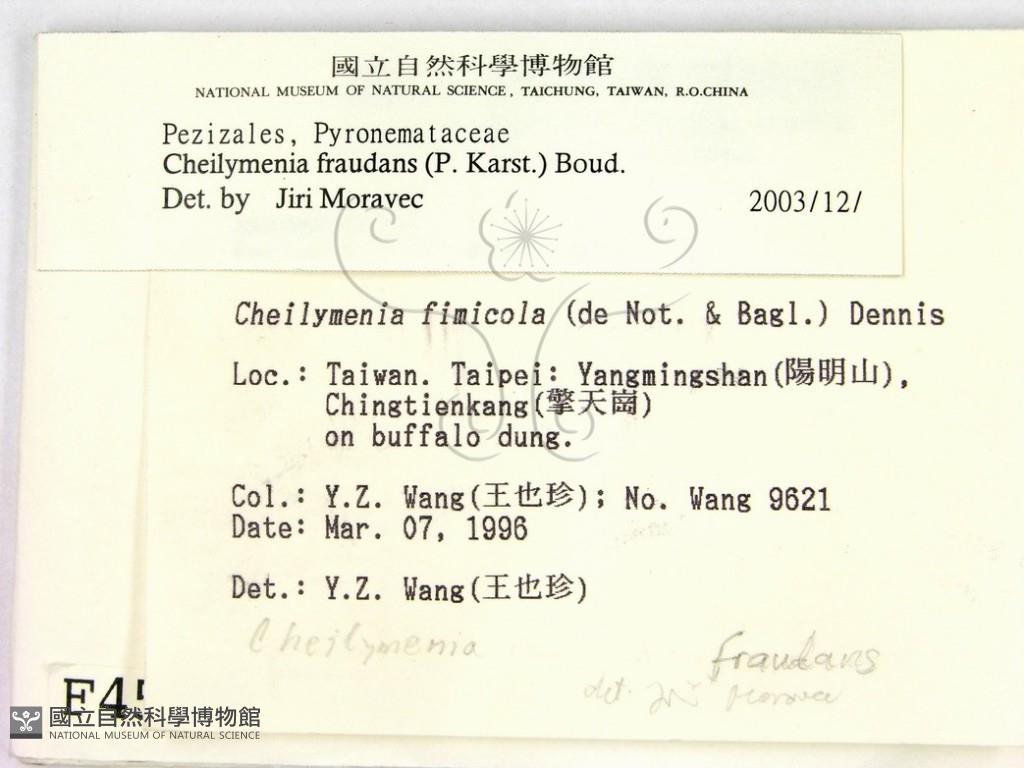 國立自然科學博物館
NATIONAL MUSEUM OF NATURAL SCIENCE, TAICHUNG, TAIWAN, R.O.CHINA
Pezizales, Pyronemataceae
Cheilymenia fraudans (P. Karst.) Boud.
Det. by Jiri Moravec 2003/12/
Cheilymenia fimicola (de Not. & Bagl.) Dennis
Loc.: Taiwan. Taipei: Yangmingshan(陽明山),
Chingtienkang(擎天崗)
on buffalo dung.
Col.: Y.Z. Wang(王也珍); No. Wang 9621
Date: Mar. 07, 1996
Det.: Y.Z. Wang(王也珍)
Cheilymenia fraudans
det. Jiri Moravec
F45
國立自然科學博物館
NATIONAL MUSEUM OF NATURAL SCIENCE